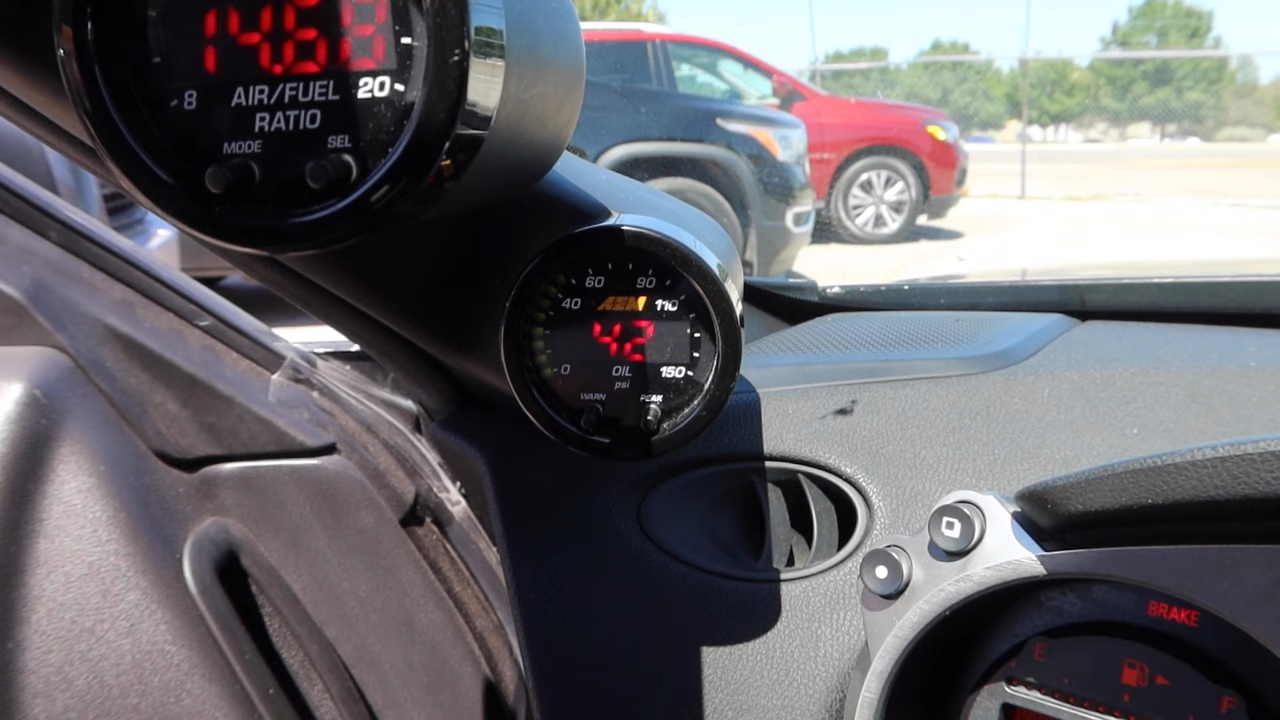 14.68
8
20
AIR/FUEL
RATIO
MODE
SEL
60
90
40
AEM
110
42
0
OIL
150
psi
WARN
PEAK
BRAKE
E
F